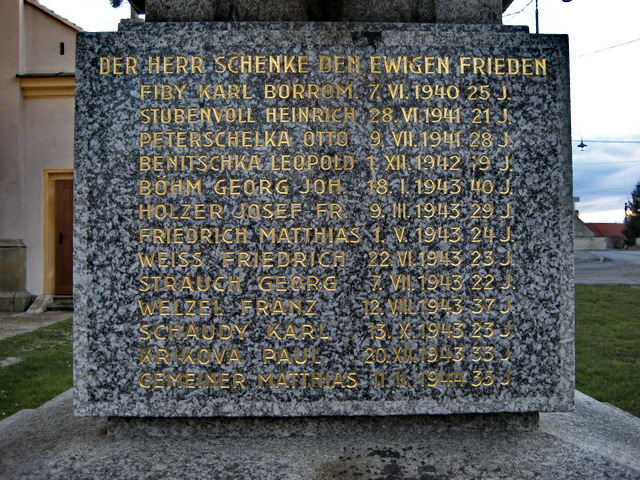 DER HERR SCHENKE DEN EWIGEN FRIEDEN
FIBY KARL BORROM. 7. VI. 1940 25 J.
STUBENVOLL HEINRICH 28. VI. 1941 21 J.
PETERSCHELKA OTTO 9. VII. 1941 28 J.
BENITSCHKA LEOPOLD 1. XII. 1942 19 J.
BÖHM GEORG JOH. 18. I. 1943 40 J.
HOLZER JOSEF FR. 9. III. 1943 29 J.
FRIEDRICH MATTHIAS 1. V. 1943 24 J.
WEISS FRIEDRICH 22. VI. 1943 23 J.
STRAUCH GEORG 7. VII. 1943 22 J.
WELZEL FRANZ 12. VIII. 1943 37 J.
SCHAUDY KARL 13. X. 1943 23 J.
KRIKOVA PAUL 20. XII. 1943 33 J.
GEMEINER MATTHIAS 11. II. 1944 35 J.